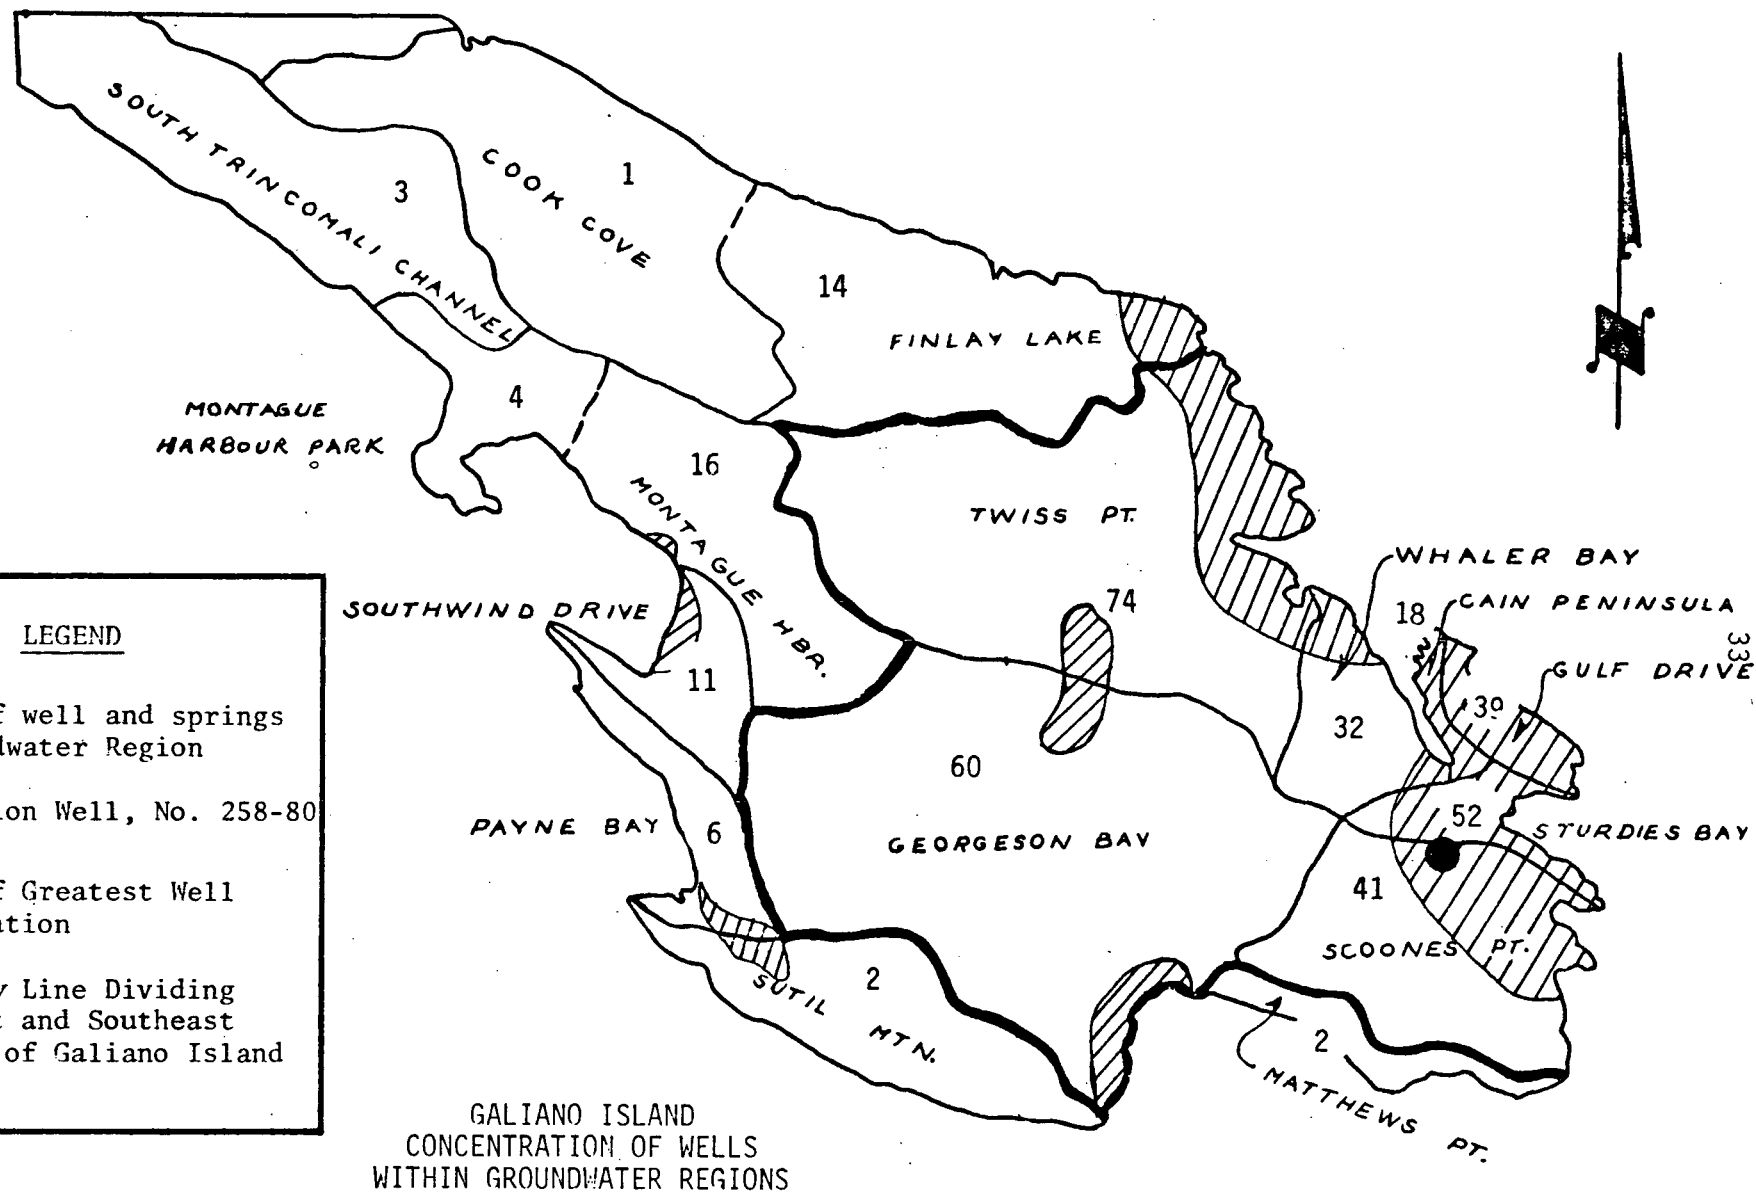 SOUTH TRINCOMALI CHANNEL
3
COOK COVE
1
14
FINLAY LAKE
MONTAGUE
HARBOUR PARK
4
16
MONTAGUE HBR.
TWISS PT.
74
WHALER BAY
18
CAIN PENINSULA
33
GULF DRIVE
39
SOUTHWIND DRIVE
11
32
60
PAYNE BAY
6
GEORGESON BAY
52
STURDIES BAY
41
SCOONES PT.
2
SUTIL MTN.
2
MATTHEWS PT.
LEGEND
f well and springs
dwater Region
ion Well, No. 258-80
f Greatest Well
ation
y Line Dividing
t and Southeast
of Galiano Island
GALIANO ISLAND
CONCENTRATION OF WELLS
WITHIN GROUNDWATER REGIONS